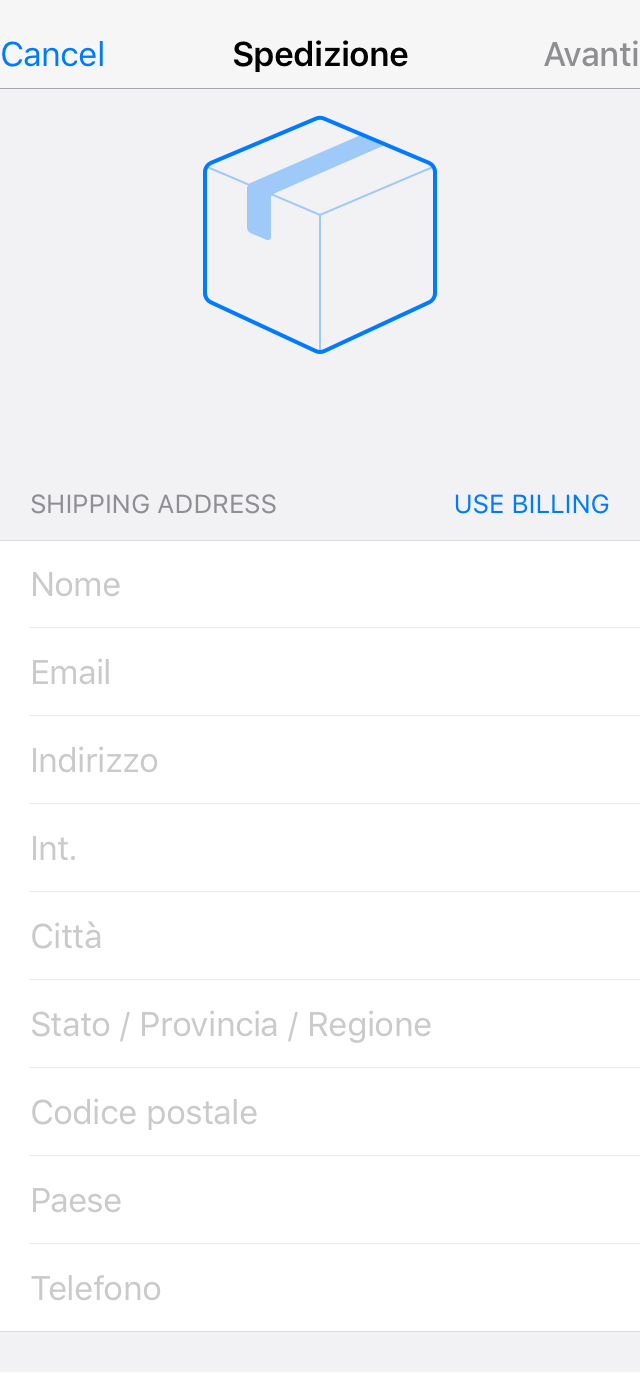 Cancel Spedizione Avanti
SHIPPING ADDRESS USE BILLING
Nome
Email
Indirizzo
Int.
Città
Stato / Provincia / Regione
Codice postale
Paese
Telefono